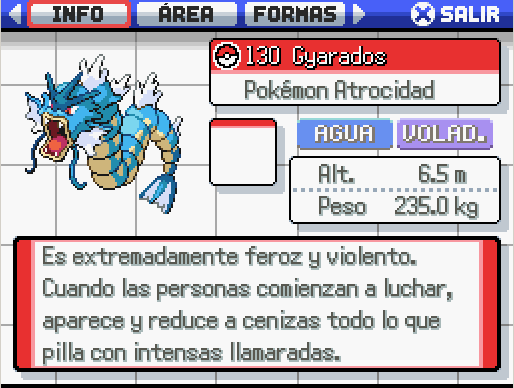 INFO ÁREA FORMAS SALIR
130 Gyarados
Pokémon Atrocidad
AGUA VOLAD.
Alt. 6.5 m
Peso 235.0 kg
Es extremadamente feroz y violento.
Cuando las personas comienzan a luchar,
aparece y reduce a cenizas todo lo que
pilla con intensas llamaradas.